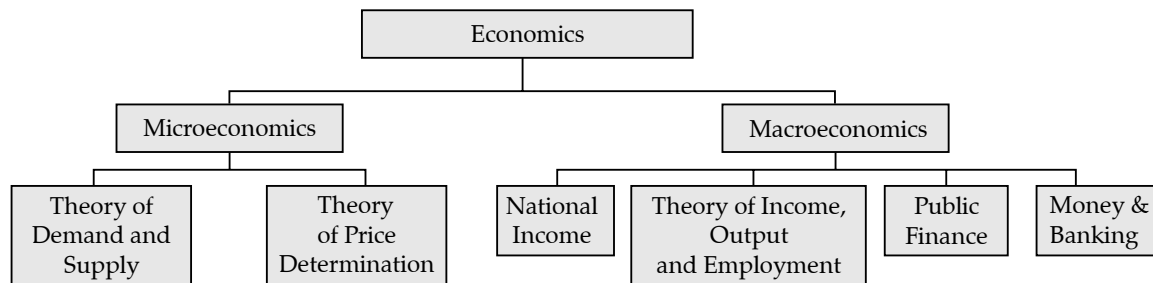 Economics
Microeconomics
Macroeconomics
Theory of
Demand and
Supply
Theory
of Price
Determination
National
Income
Theory of Income,
Output
and Employment
Public
Finance
Money &
Banking